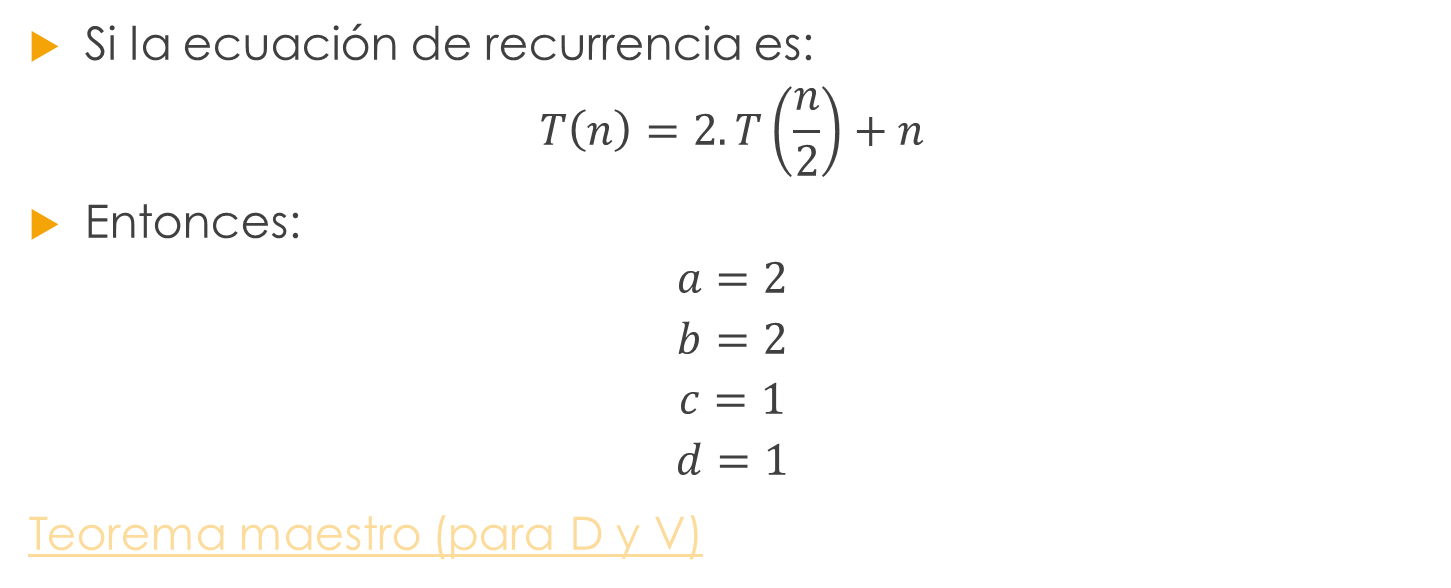 Si la ecuación de recurrencia es:
T(n) = 2.T(n/2) + n
Entonces:
a = 2
b = 2
c = 1
d = 1
Teorema maestro (para D y V)